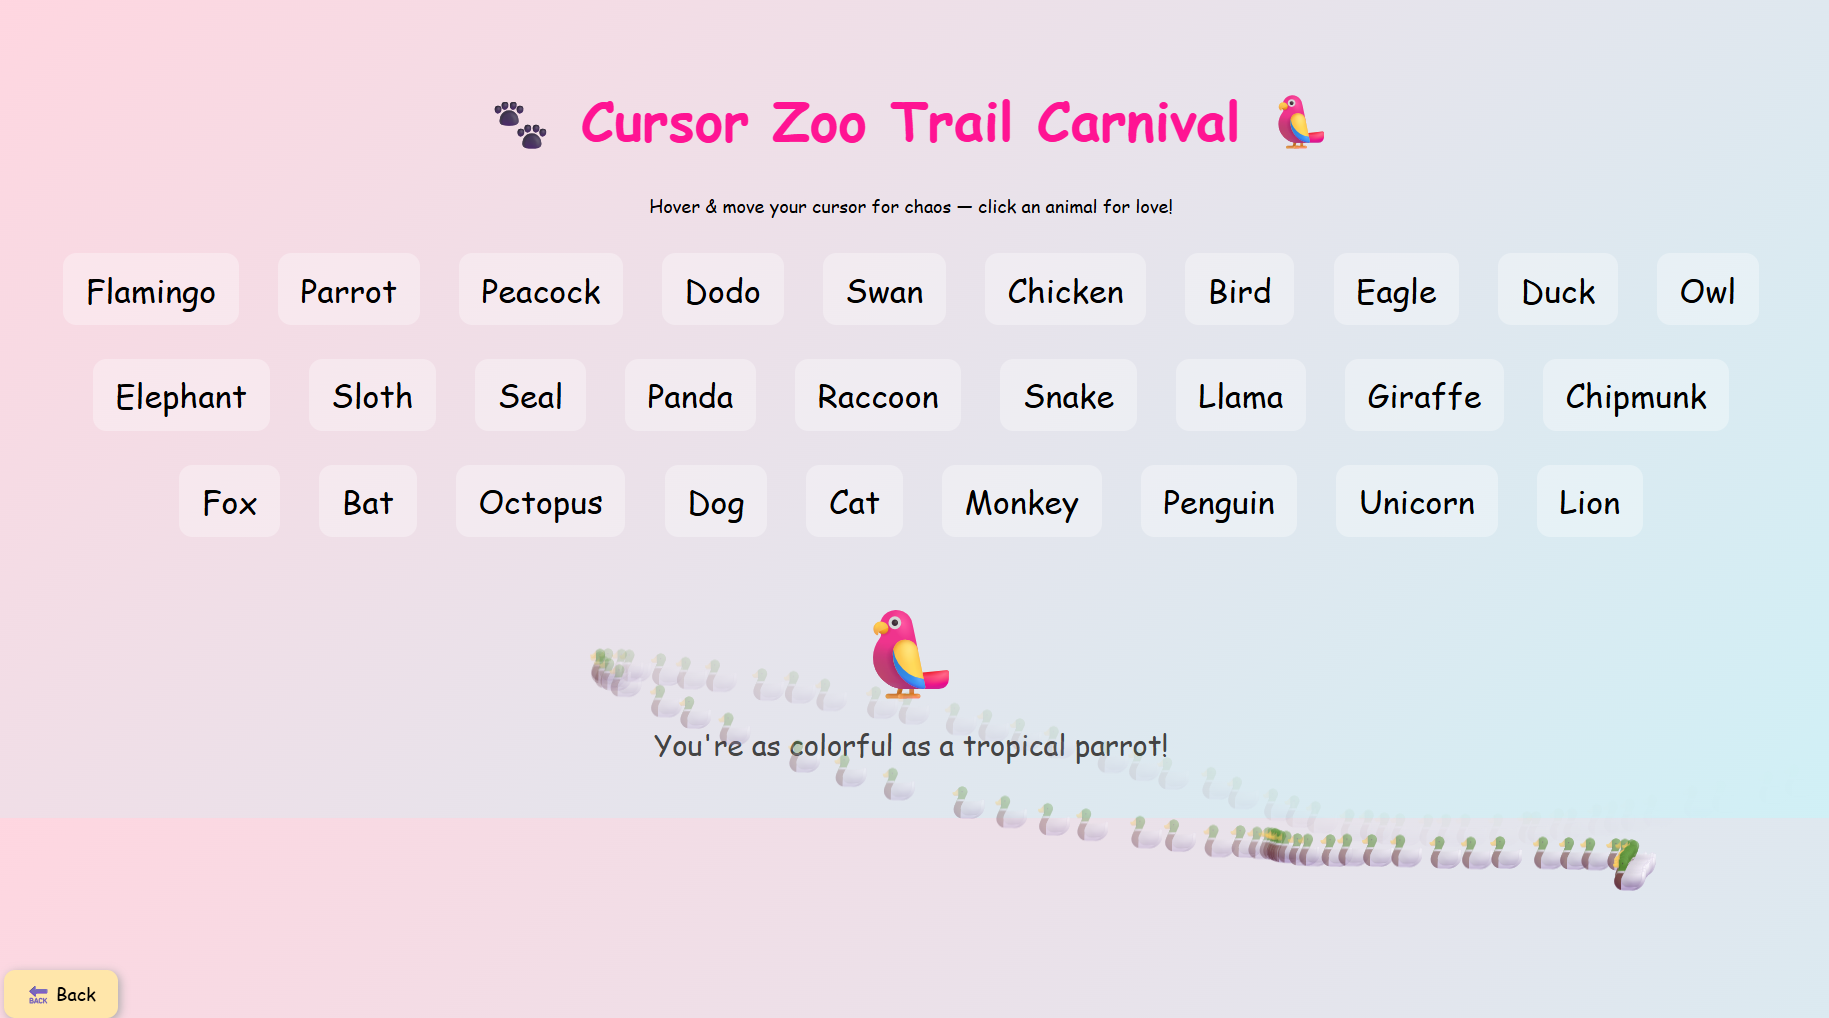 Cursor Zoo Trail Carnival
Hover & move your cursor for chaos — click an animal for love!
Flamingo Parrot Peacock Dodo Swan Chicken Bird Eagle Duck Owl
Elephant Sloth Seal Panda Raccoon Snake Llama Giraffe Chipmunk
Fox Bat Octopus Dog Cat Monkey Penguin Unicorn Lion
You're as colorful as a tropical parrot!
BACK Back